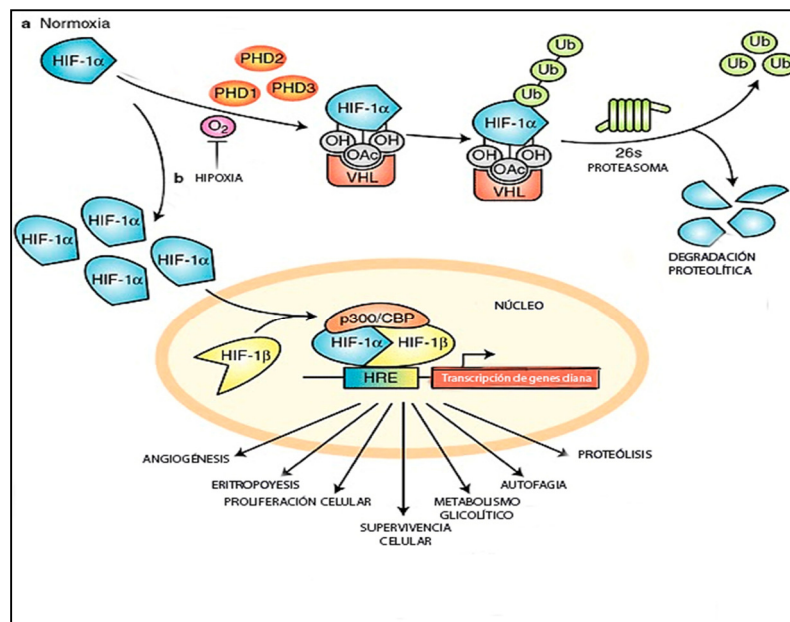 a Normoxia
HIF-1α
PHD2
PHD1
PHD3
O2
HIPOXIA
b
HIF-1α
OH
OH
OAc
VHL
Ub
Ub
Ub
HIF-1α
OH
OH
OAc
VHL
26s
PROTEASOMA
Ub
Ub
Ub
DEGRADACIÓN
PROTEOLÍTICA
HIF-1α
HIF-1α
HIF-1α
HIF-1α
NÚCLEO
HIF-1β
p300/CBP
HIF-1α
HIF-1β
HRE
Transcripción de genes diana
ANGIOGÉNESIS
ERITROPOYESIS
PROLIFERACIÓN CELULAR
SUPERVIVENCIA
CELULAR
METABOLISMO
GLICOLÍTICO
AUTOFAGIA
PROTEÓLISIS